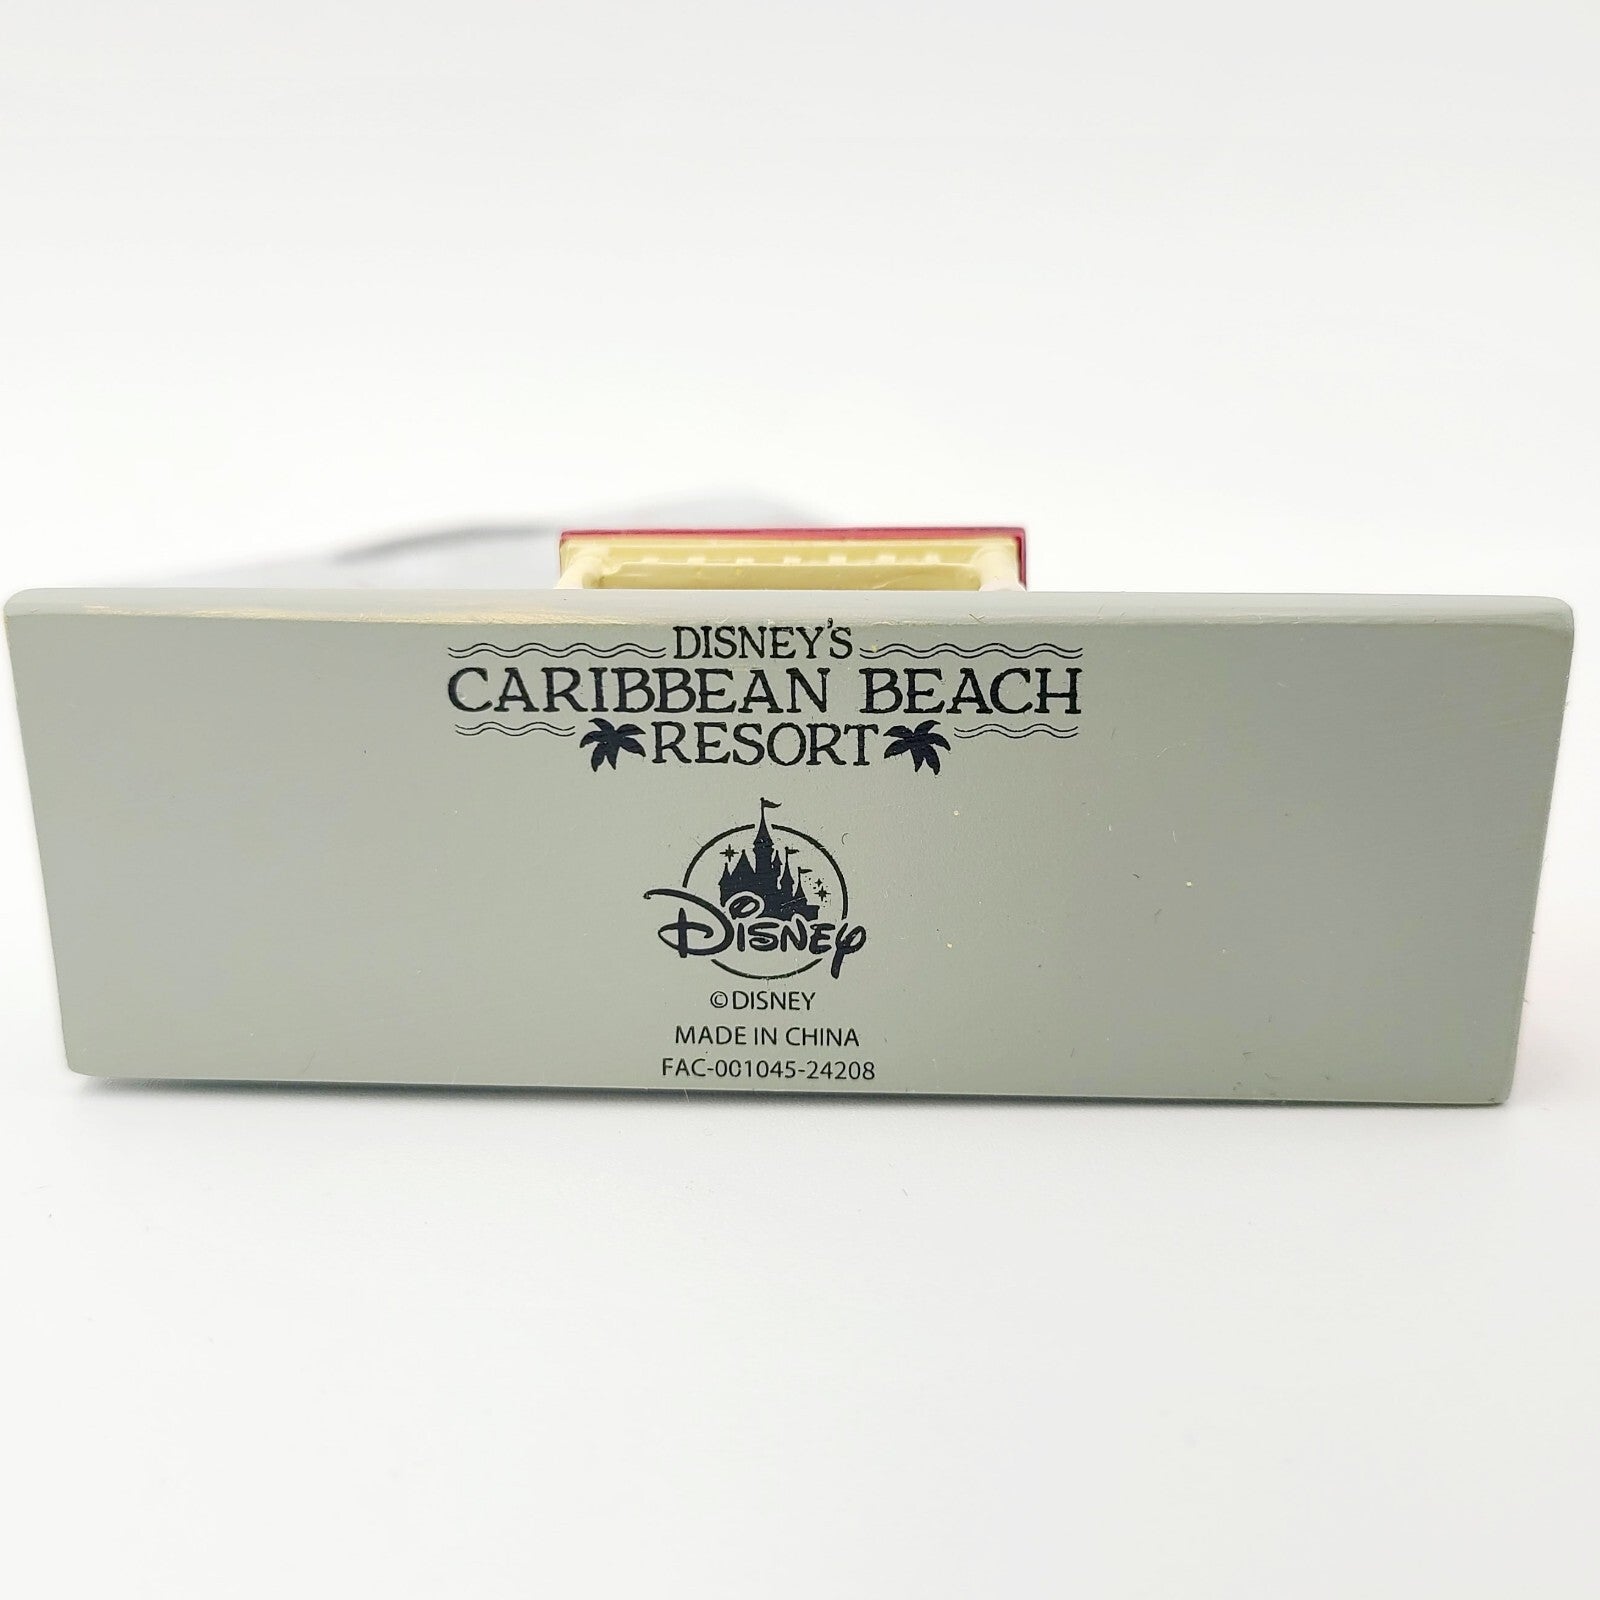 DISNEY'S
CARIBBEAN BEACH
RESORT
Disney
© DISNEY
MADE IN CHINA
FAC-001045-24208